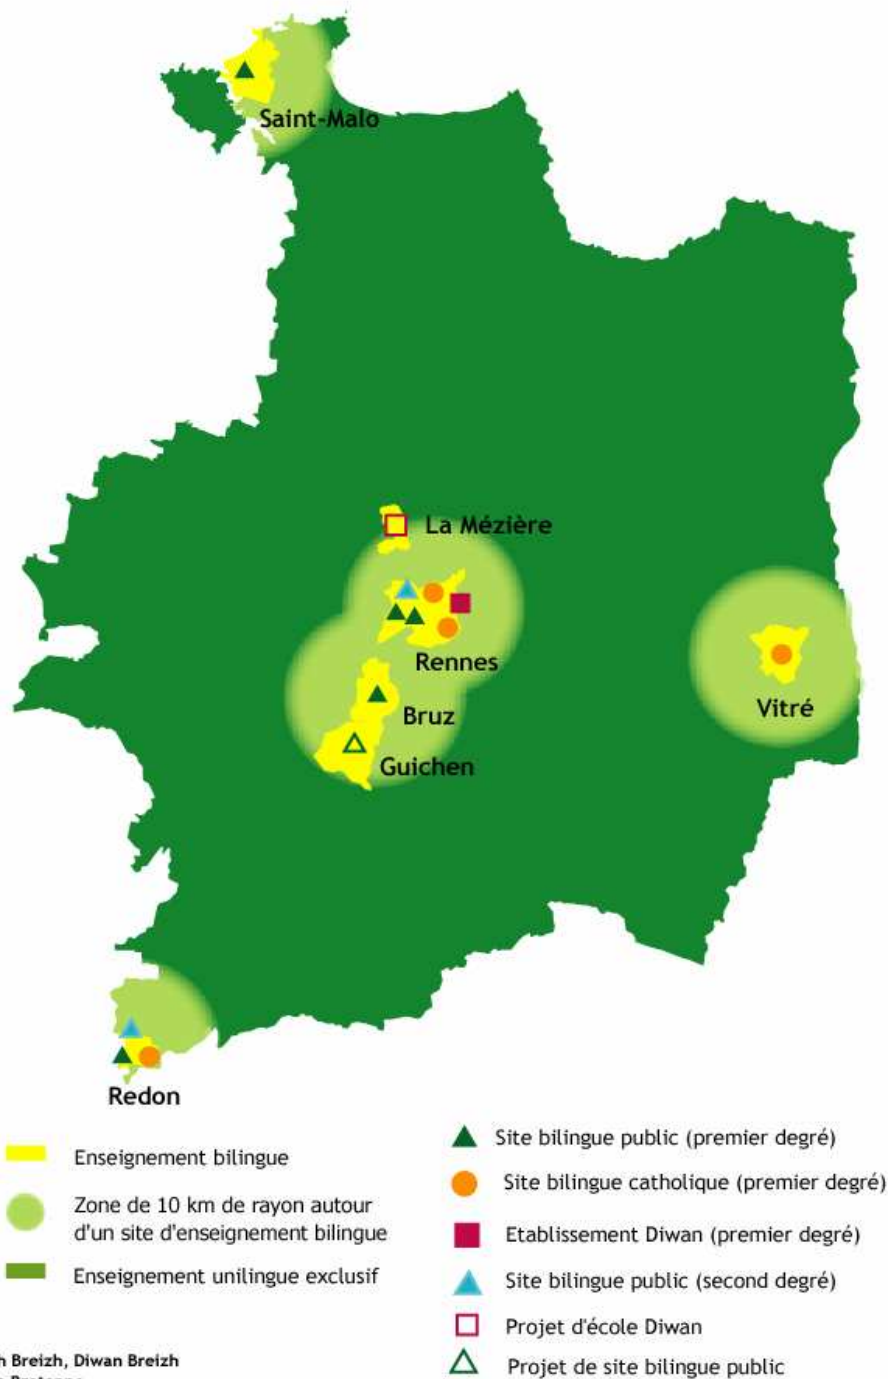 Saint-Malo
La Mézière
Rennes
Bruz
Vitré
Guichen
Redon
Enseignement bilingue
Zone de 10 km de rayon autour
d'un site d'enseignement bilingue
Enseignement unilingue exclusif
Site bilingue public (premier degré)
Site bilingue catholique (premier degré)
Etablissement Diwan (premier degré)
Site bilingue public (second degré)
Projet d'école Diwan
Projet de site bilingue public
Breizh, Diwan Breizh